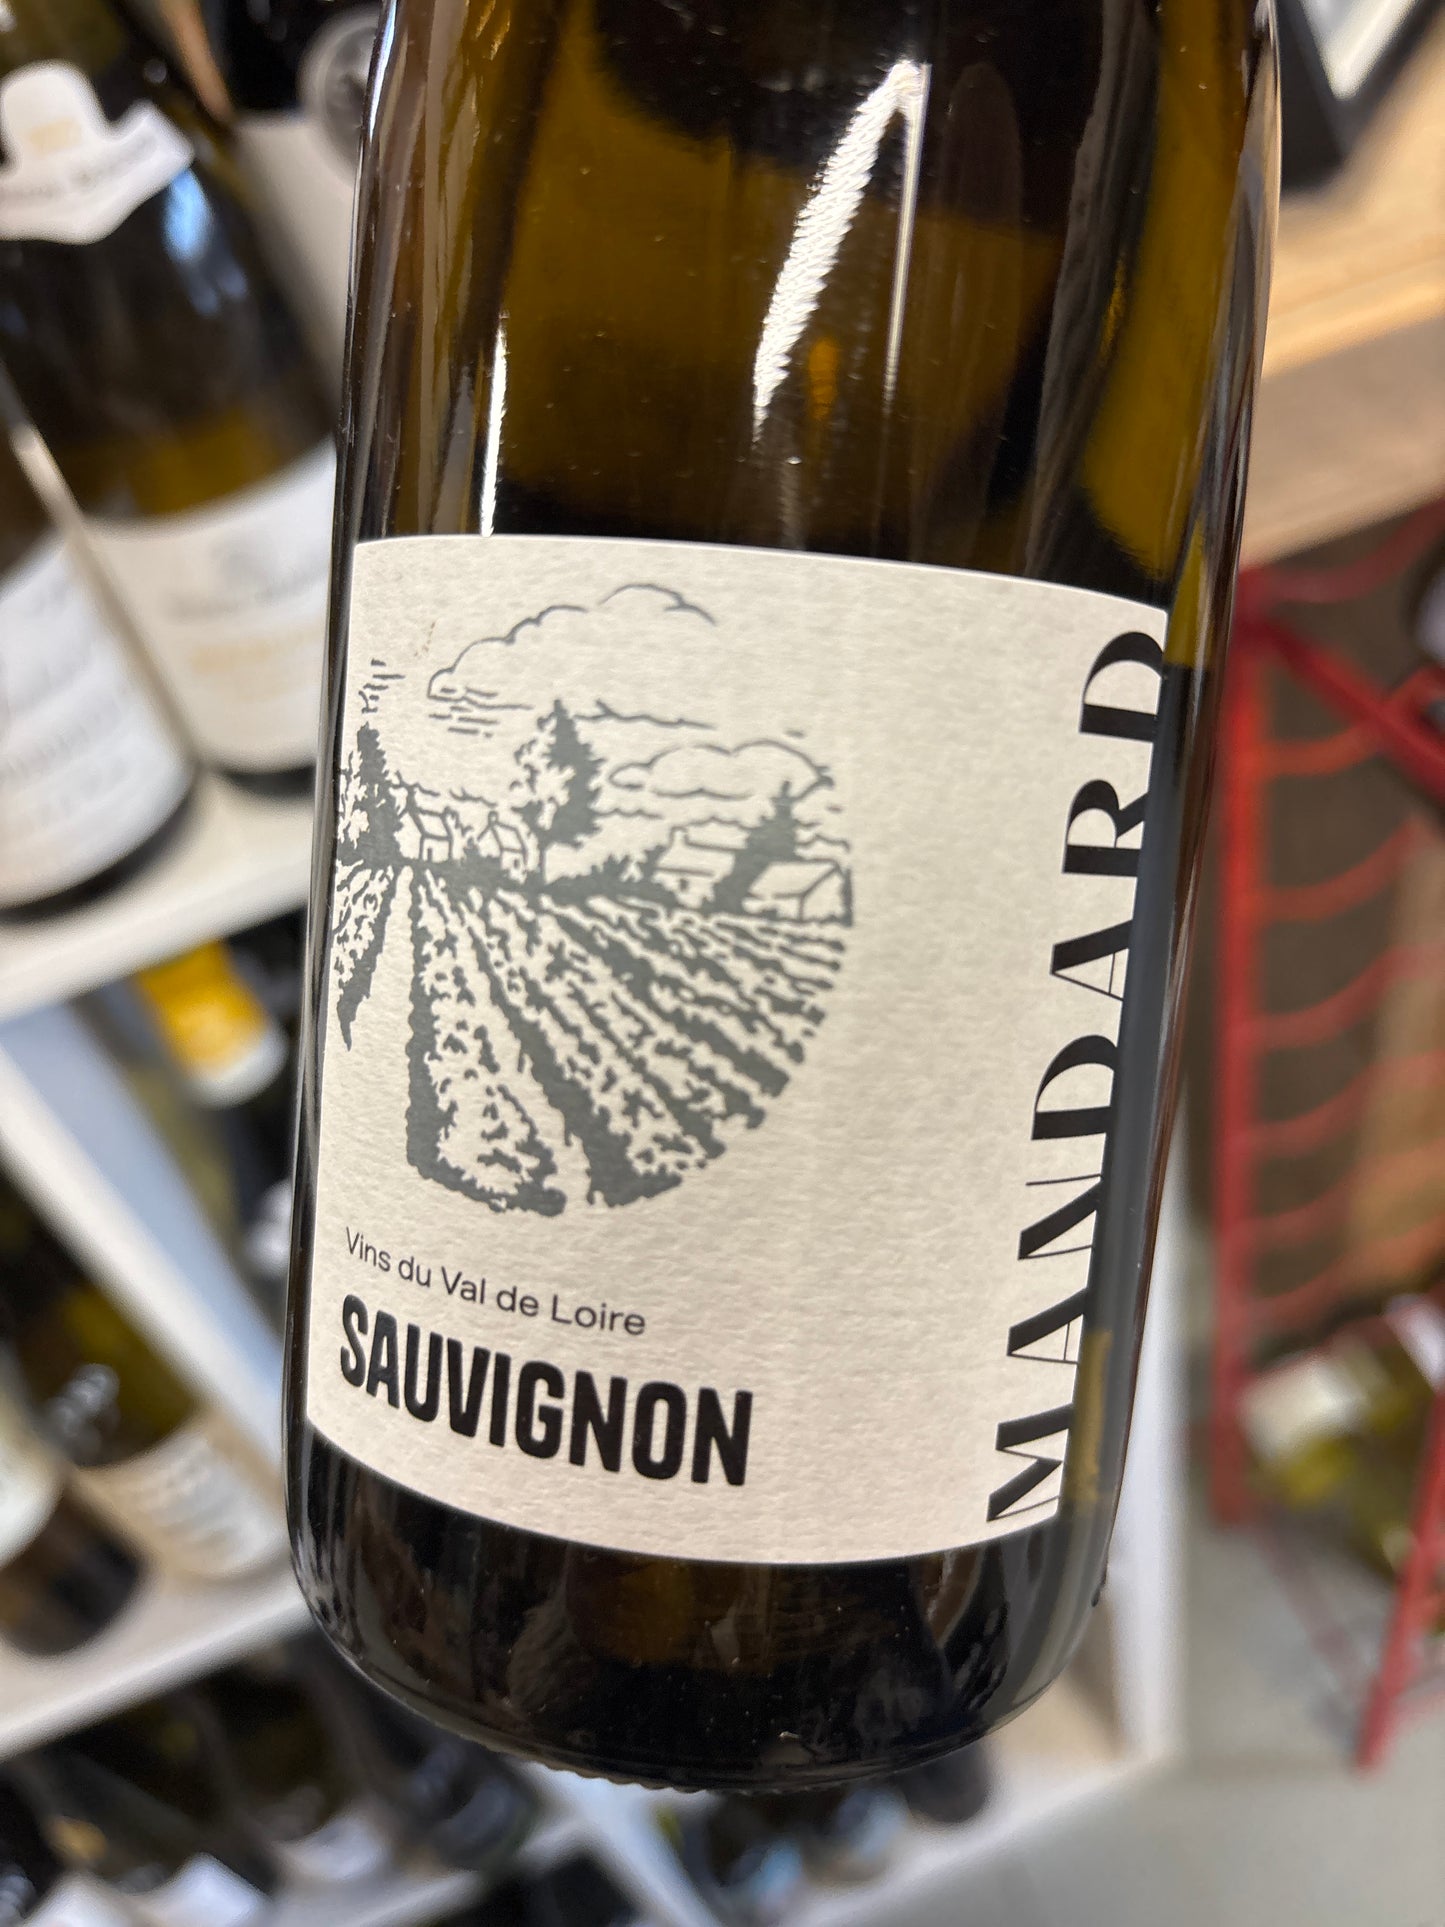 Vins du Val de Loire
SAUVIGNON
MANDARD